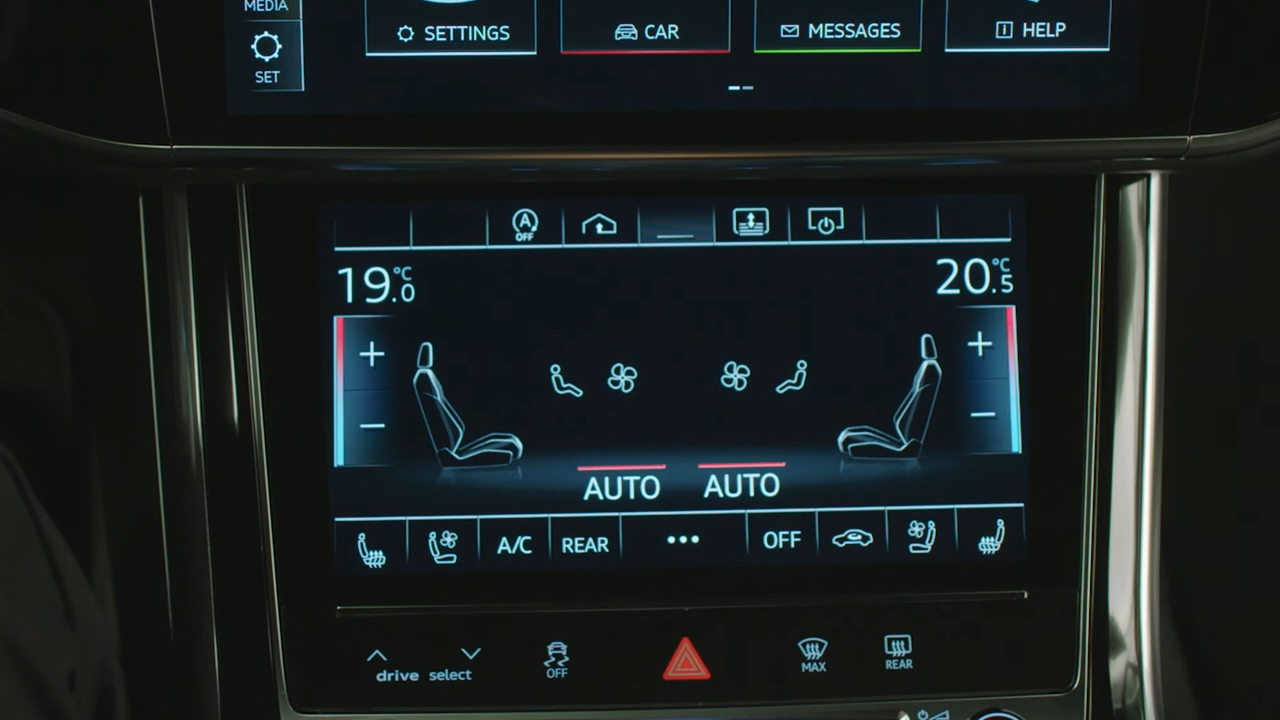 MEDIA
SETTINGS
CAR
MESSAGES
i HELP
SET
A
OFF
19.0 °C
20.5 °C
+
+
−
−
AUTO
AUTO
A/C
REAR
•••
OFF
drive select
OFF
MAX
REAR